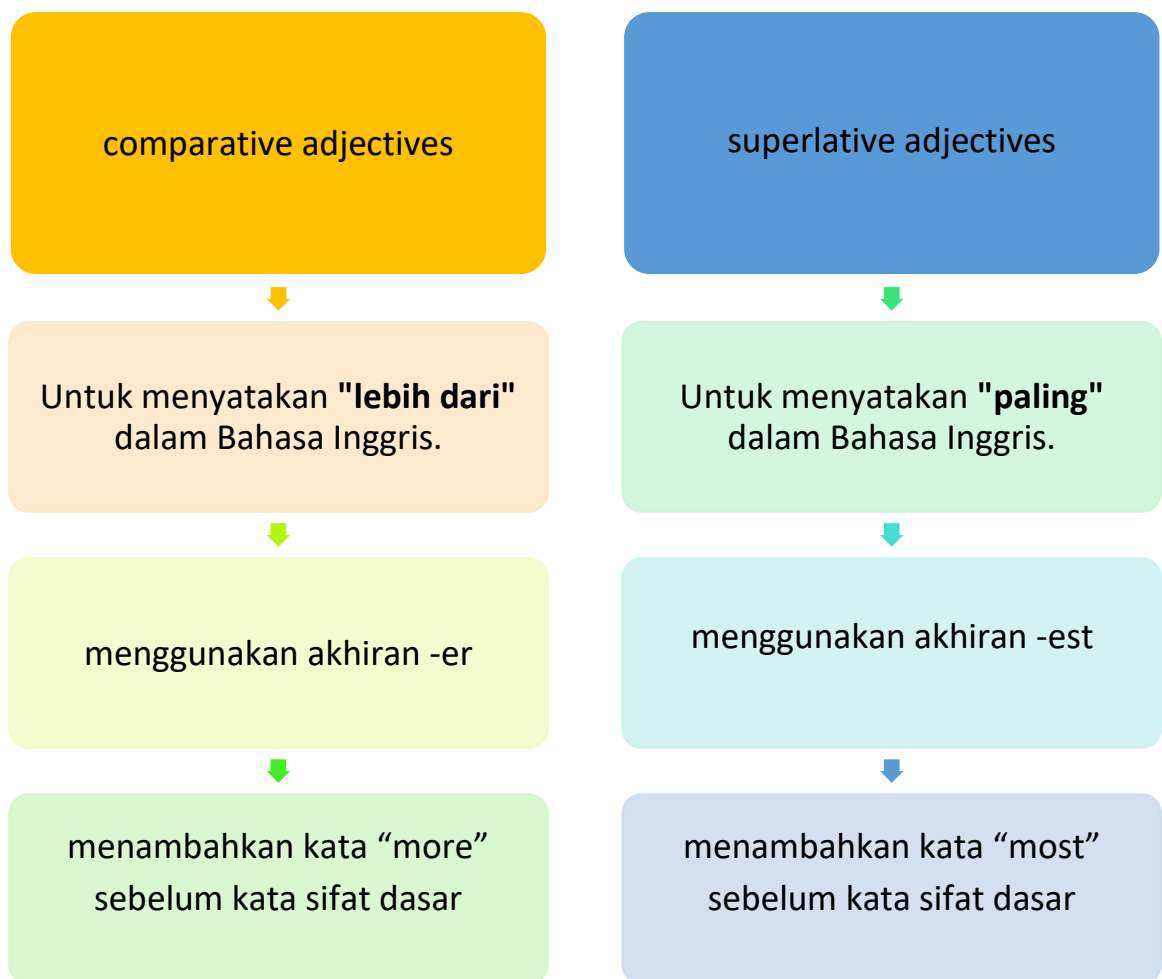 comparative adjectives
Untuk menyatakan "lebih dari"
dalam Bahasa Inggris.
menggunakan akhiran -er
menambahkan kata “more”
sebelum kata sifat dasar
superlative adjectives
Untuk menyatakan "paling"
dalam Bahasa Inggris.
menggunakan akhiran -est
menambahkan kata “most”
sebelum kata sifat dasar